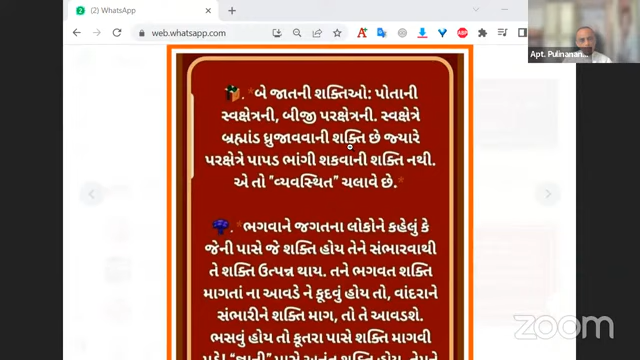 (2) WhatsApp
web.whatsapp.com
Apt. Pulinanan...
બે જાતની શક્તિઓ: પોતાની
સ્વક્ષેત્રની, બીજી પરક્ષેત્રની. સ્વક્ષેત્રે
બ્રહ્માંડ ધ્રુજાવવાની શક્તિ છે જ્યારે
પરક્ષેત્રે પાપડ ભાંગી શકવાની શક્તિ નથી.
એ તો "વ્યવસ્થિત" ચલાવે છે.
ભગવાને જગતના લોકોને કહેલું કે
જેની પાસે જે શક્તિ હોય તેને સંભારવાથી
તે શક્તિ ઉત્પન્ન થાય. તને ભગવત શક્તિ
માગતાં ના આવડે ને કૂદવું હોય તો, વાંદરાને
સંભારીને શક્તિ માગ, તો તે આવડશે.
ભસવું હોય તો કૂતરા પાસે શક્તિ માગવી
zoom